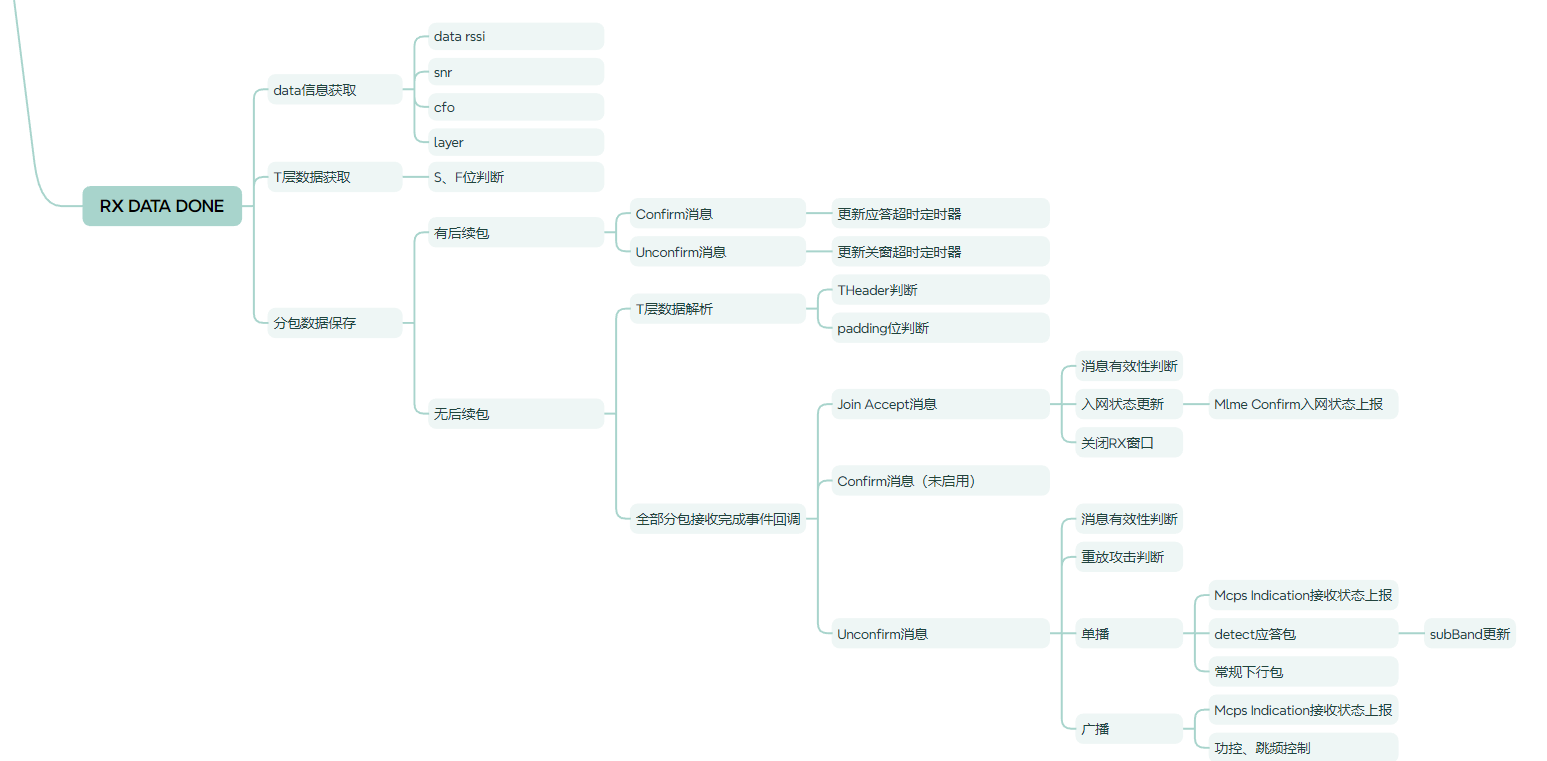 RX DATA DONE
data信息获取
data rssi
snr
cfo
layer
T层数据获取
S、F位判断
分包数据保存
有后续包
Confirm消息
更新应答超时定时器
Unconfirm消息
更新关窗超时定时器
无后续包
T层数据解析
THeader判断
padding位判断
全部分包接收完成事件回调
Join Accept消息
消息有效性判断
入网状态更新
Mlme Confirm入网状态上报
关闭RX窗口
Confirm消息（未启用）
Unconfirm消息
消息有效性判断
重放攻击判断
单播
Mcps Indication接收状态上报
detect应答包
subBand更新
常规下行包
广播
Mcps Indication接收状态上报
功控、跳频控制